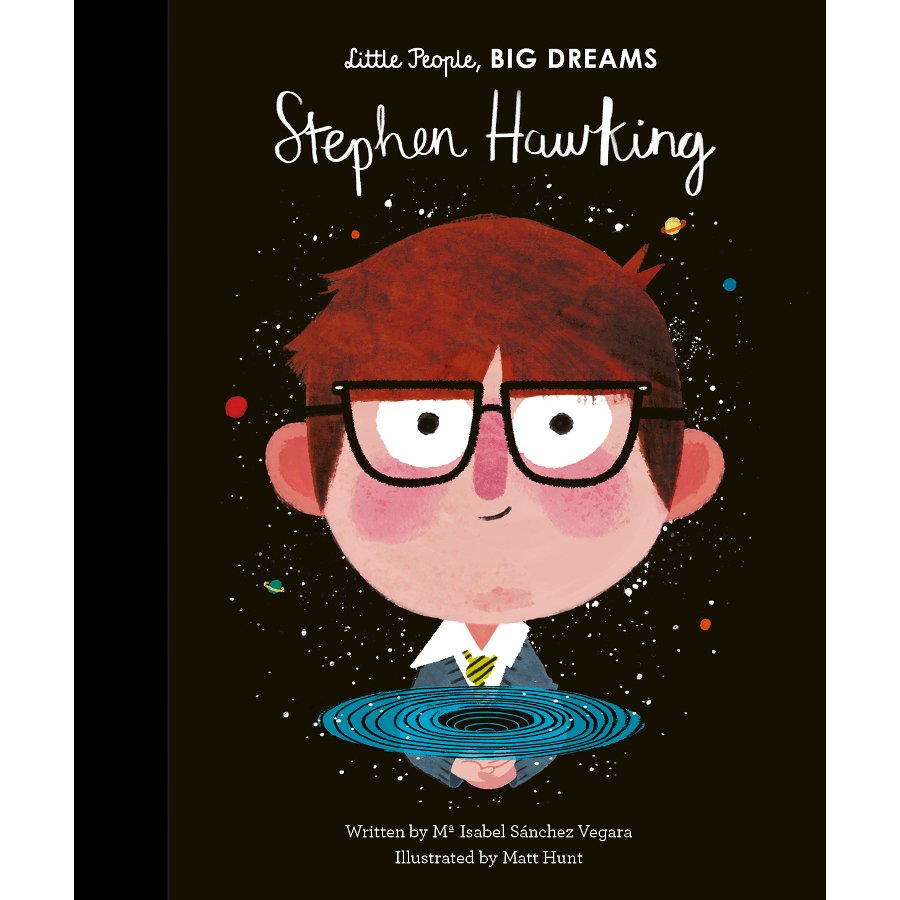 Little People, BIG DREAMS
Stephen Hawking
Written by Mª Isabel Sánchez Vegara
Illustrated by Matt Hunt